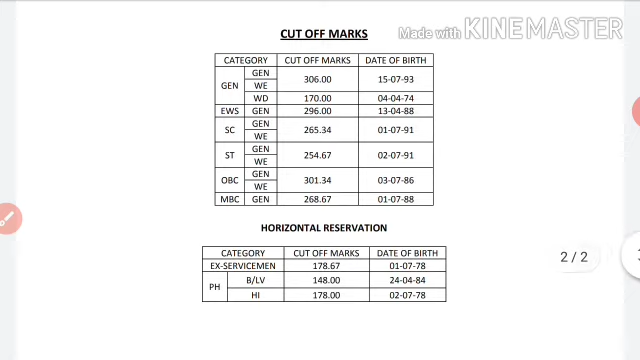 CUT OFF MARKS
Made with KINEMASTER
CATEGORY CUT OFF MARKS DATE OF BIRTH
GEN GEN 306.00 15-07-93
WE
WD 170.00 04-04-74
EWS GEN 296.00 13-04-88
SC GEN 265.34 01-07-91
WE
ST GEN 254.67 02-07-91
WE
OBC GEN 301.34 03-07-86
WE
MBC GEN 268.67 01-07-88
HORIZONTAL RESERVATION
CATEGORY CUT OFF MARKS DATE OF BIRTH
EX-SERVICEMEN 178.67 01-07-78
PH B/LV 148.00 24-04-84
HI 178.00 02-07-78
2 / 2